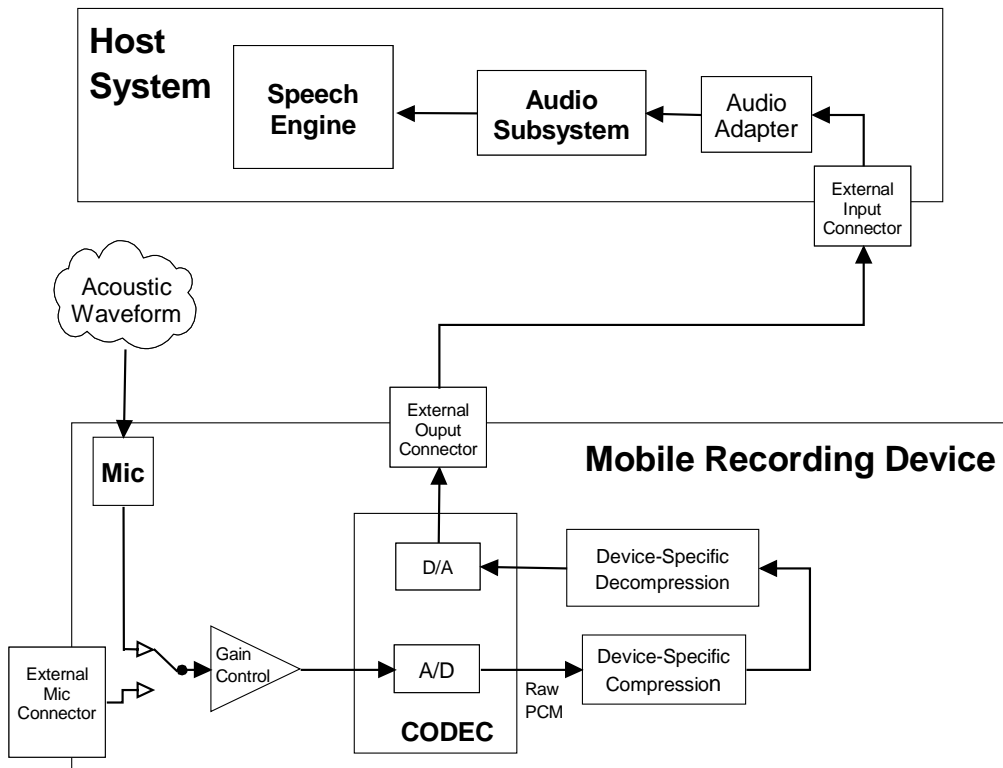 Host
System
Speech
Engine
Audio
Subsystem
Audio
Adapter
External
Input
Connector
Acoustic
Waveform
External
Ouput
Connector
Mobile Recording Device
Mic
D/A
Device-Specific
Decompression
External
Mic
Connector
Gain
Control
A/D
Raw
PCM
Device-Specific
Compression
CODEC